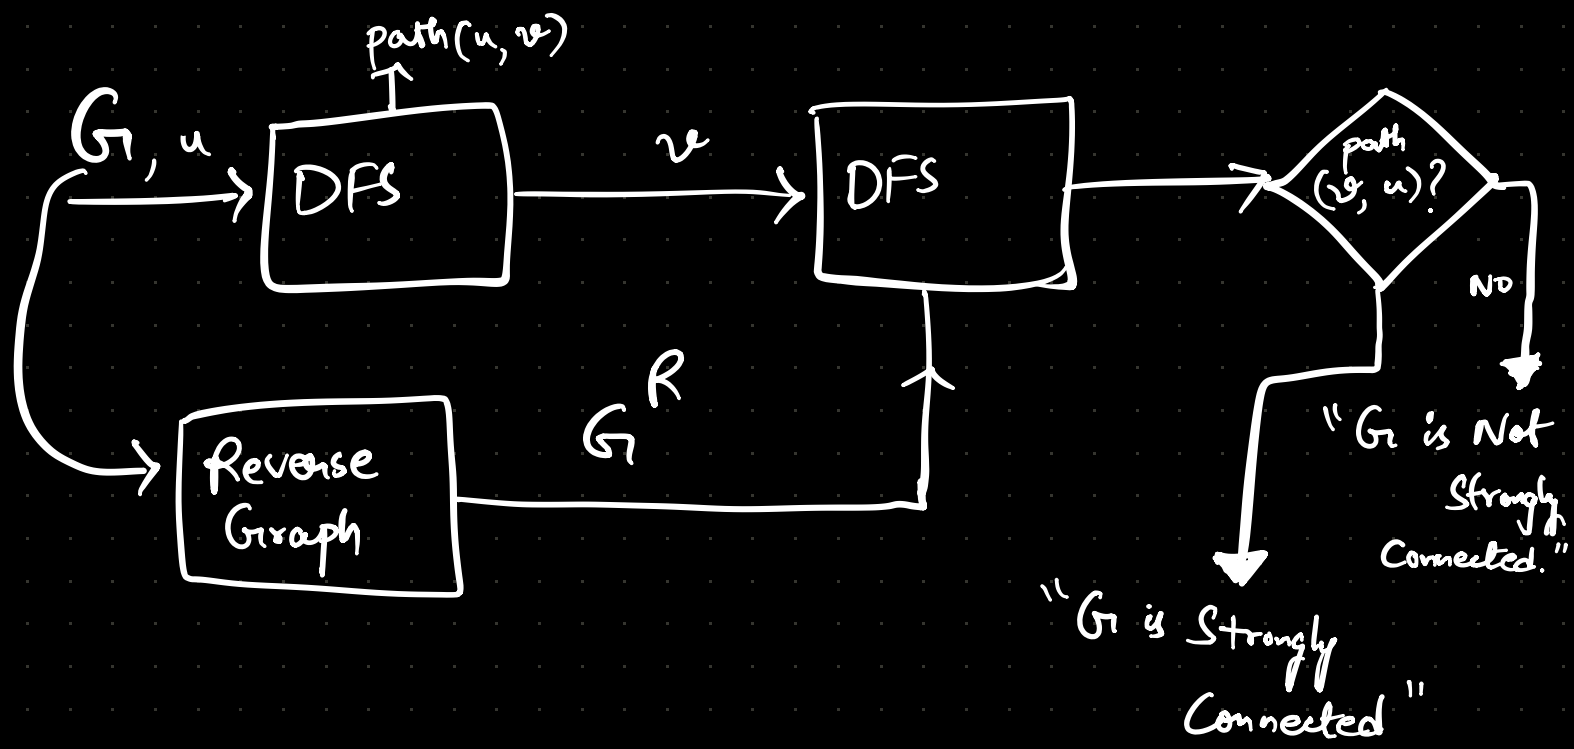 path(u, v)
G, u
DFS
v
DFS
path
(v, u)?
NO
G^R
Reverse
Graph
"G is Not
Strongly
Connected."
"G is Strongly
Connected"